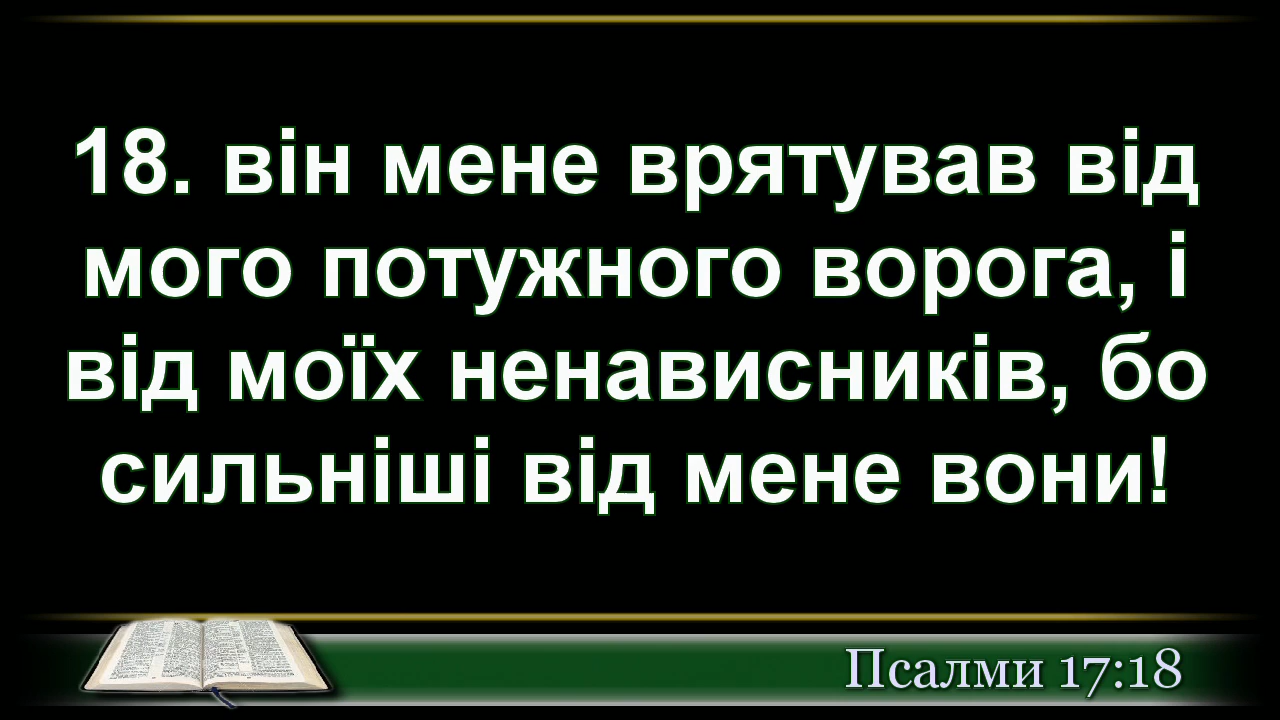 18. він мене врятував від
мого потужного ворога, і
від моїх ненависників, бо
сильніші від мене вони!
Псалми 17:18